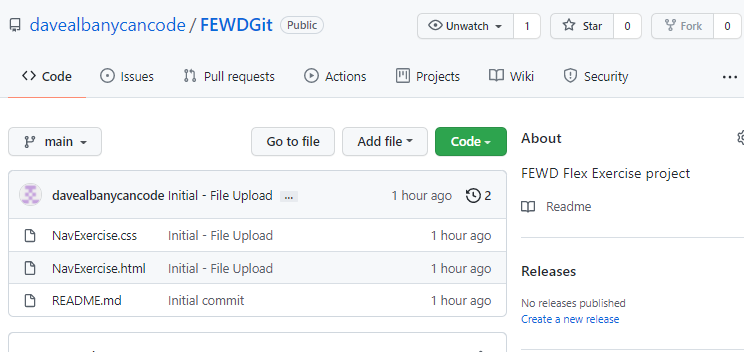 davealbanycancode / FEWDGit Public
Unwatch 1 Star 0 Fork 0
Code Issues Pull requests Actions Projects Wiki Security ...
main Go to file Add file Code
About
FEWD Flex Exercise project
Readme
davealbanycancode Initial - File Upload ... 1 hour ago 2
NavExercise.css Initial - File Upload 1 hour ago
NavExercise.html Initial - File Upload 1 hour ago
README.md Initial commit 1 hour ago
Releases
No releases published
Create a new release